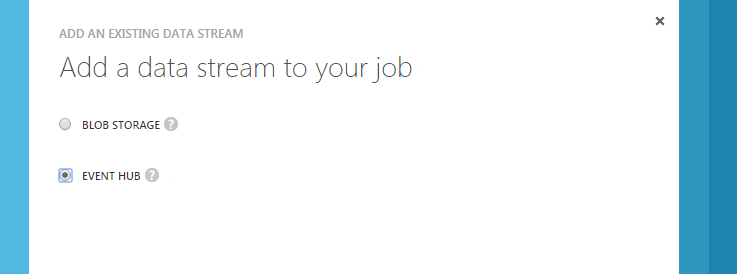 ADD AN EXISTING DATA STREAM
Add a data stream to your job
BLOB STORAGE ?
EVENT HUB ?